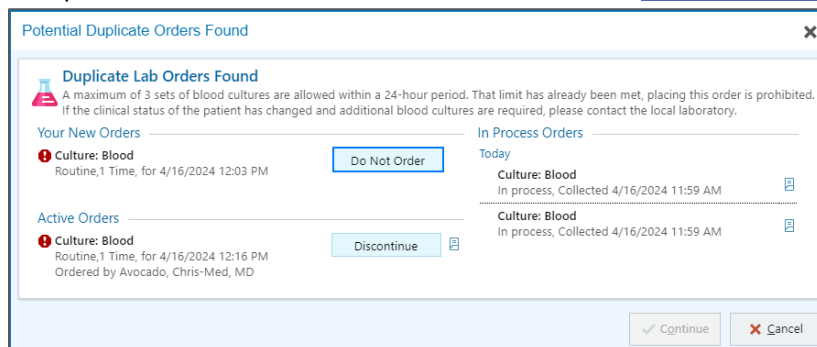 Potential Duplicate Orders Found
Duplicate Lab Orders Found
A maximum of 3 sets of blood cultures are allowed within a 24-hour period. That limit has already been met, placing this order is prohibited.
If the clinical status of the patient has changed and additional blood cultures are required, please contact the local laboratory.
Your New Orders
Culture: Blood
Routine,1 Time, for 4/16/2024 12:03 PM
Do Not Order
Active Orders
Culture: Blood
Routine,1 Time, for 4/16/2024 12:16 PM
Ordered by Avocado, Chris-Med, MD
Discontinue
In Process Orders
Today
Culture: Blood
In process, Collected 4/16/2024 11:59 AM
Culture: Blood
In process, Collected 4/16/2024 11:59 AM
Continue
Cancel